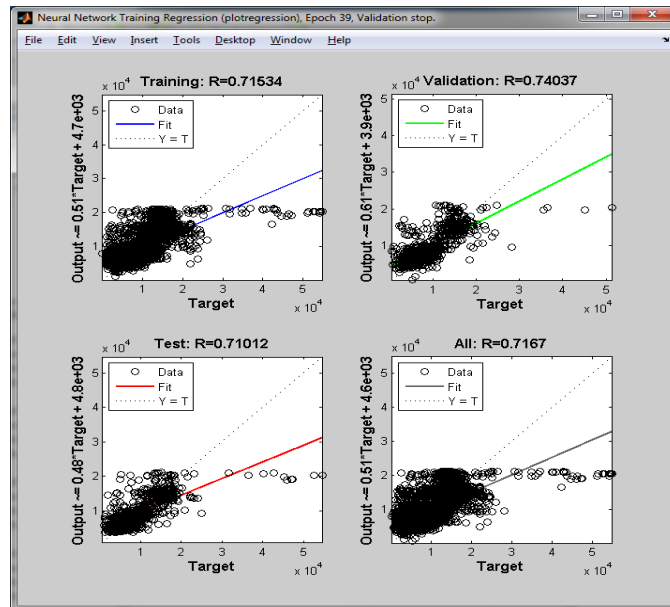 Neural Network Training Regression (plotregression), Epoch 39, Validation stop.
File Edit View Insert Tools Desktop Window Help
x 10^4
Training: R=0.71534
Output ~= 0.51*Target + 4.7e+03
Data
Fit
Y = T
5
4
3
2
1
1 2 3 4 5
Target
x 10^4
x 10^4
Validation: R=0.74037
Output ~= 0.61*Target + 3.9e+03
Data
Fit
Y = T
5
4
3
2
1
1 2 3 4 5
Target
x 10^4
x 10^4
Test: R=0.71012
Output ~= 0.48*Target + 4.8e+03
Data
Fit
Y = T
5
4
3
2
1
1 2 3 4 5
Target
x 10^4
x 10^4
All: R=0.7167
Output ~= 0.51*Target + 4.6e+03
Data
Fit
Y = T
5
4
3
2
1
1 2 3 4 5
Target
x 10^4